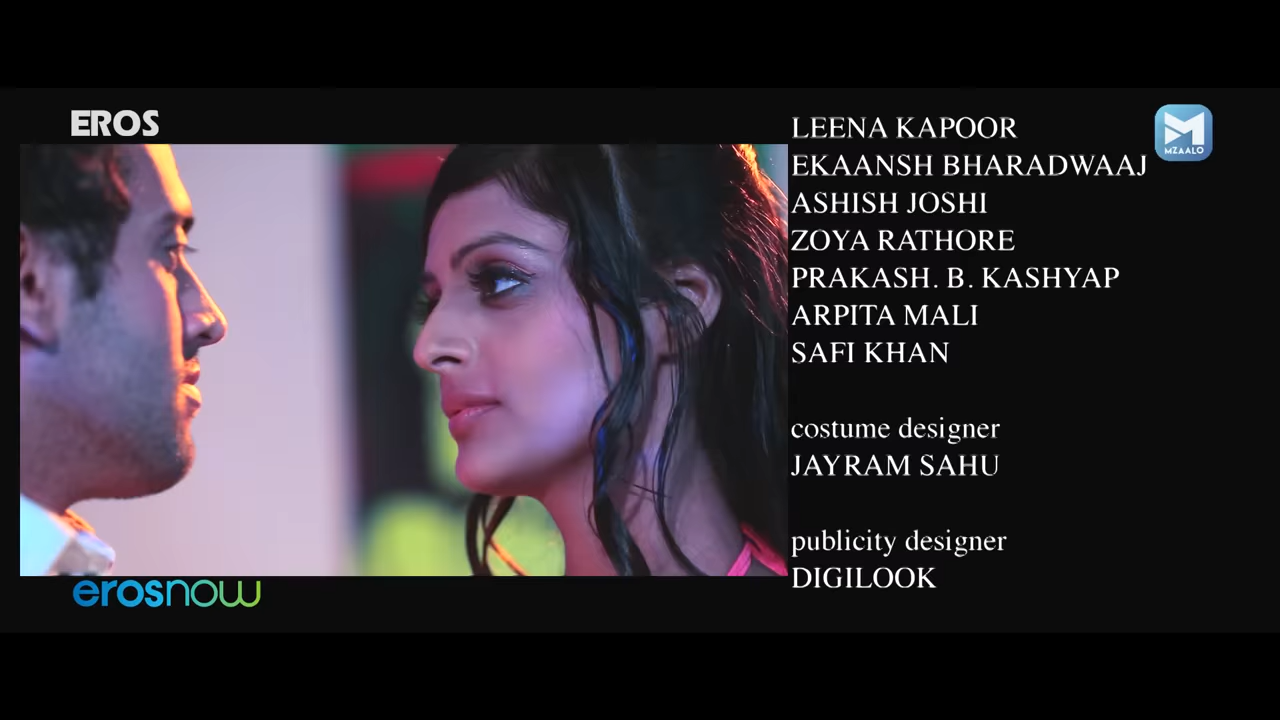 EROS
LEENA KAPOOR
EKAANSH BHARADWAAJ
ASHISH JOSHI
ZOYA RATHORE
PRAKASH. B. KASHYAP
ARPITA MALI
SAFI KHAN
costume designer
JAYRAM SAHU
publicity designer
DIGILOOK
MZAALO
erosnow